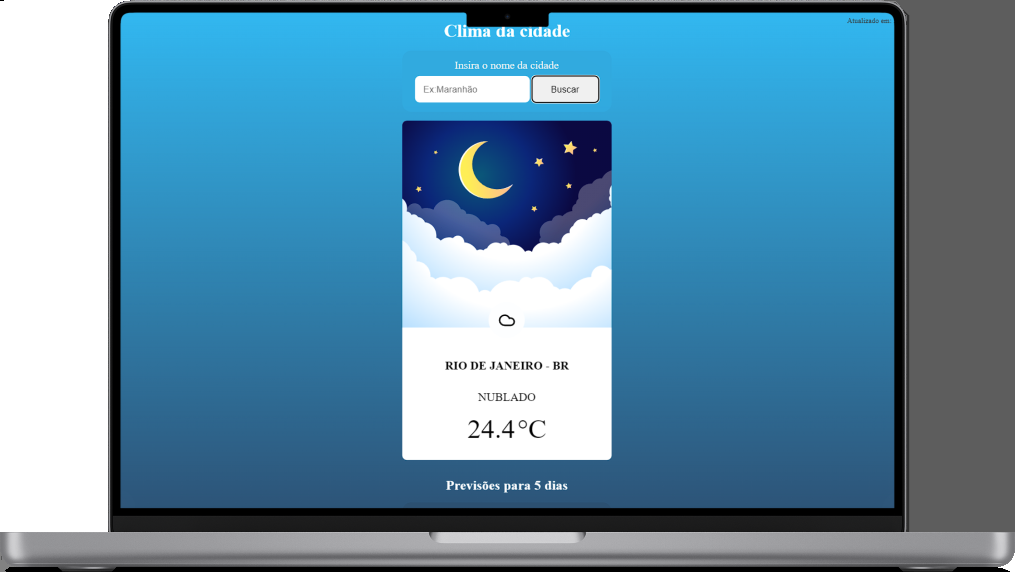 Atualizado em:
Clima da cidade
Insira o nome da cidade
Ex:Maranhão
Buscar
RIO DE JANEIRO - BR
NUBLADO
24.4°C
Previsões para 5 dias